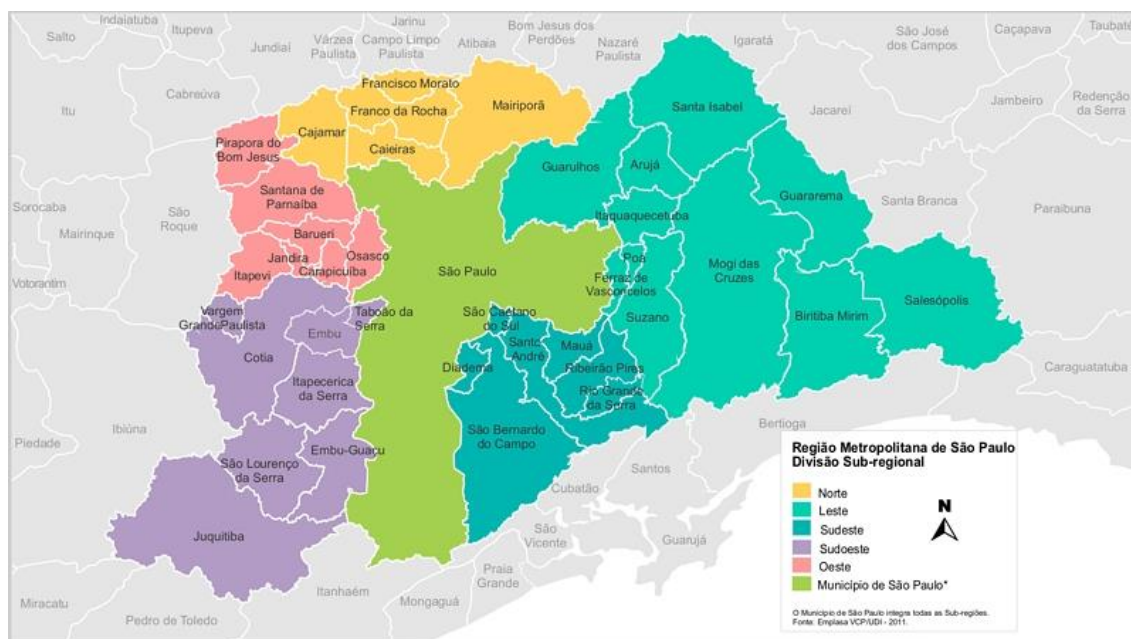 Indaiatuba
Itupeva
Salto
Jundiaí
Jarinu
Várzea
Paulista
Campo Limpo
Paulista
Atibaia
Bom Jesus dos
Perdões
Nazaré
Paulista
Igaratá
São José
dos Campos
Caçapava
Taubaté
Itu
Cabreúva
Francisco Morato
Franco da Rocha
Mairiporã
Cajamar
Caieiras
Santa Isabel
Jacareí
Jambeiro
Redenção
da Serra
Pirapora do
Bom Jesus
Guarulhos
Arujá
Guararema
Santa Branca
Paraibuna
Sorocaba
Mairinque
São
Roque
Santana de
Parnaíba
Itaquaquecetuba
Barueri
Osasco
Jandira
Carapicuíba
Itapevi
São Paulo
Poá
Ferraz de
Vasconcelos
Mogi das
Cruzes
Votorantim
Vargem
Grande Paulista
Taboão da
Serra
São Caetano
do Sul
Suzano
Biritiba Mirim
Salesópolis
Embu
Cotia
Santo
André
Mauá
Diadema
Ribeirão Pires
Itapecerica
da Serra
Rio Grande
da Serra
Caraguatatuba
Piedade
Ibiúna
São Bernardo
do Campo
Bertioga
Embu-Guaçu
São Lourenço
da Serra
Santos
Cubatão
Juquitiba
São
Vicente
Guarujá
Praia
Grande
Itanhaém
Mongaguá
Miracatu
Pedro de Toledo
Região Metropolitana de São Paulo
Divisão Sub-regional
Norte
Leste
Sudeste
Sudoeste
Oeste
Município de São Paulo*
N
O Município de São Paulo integra todas as Sub-regiões.
Fonte: Emplasa VCP/UDI - 2011.